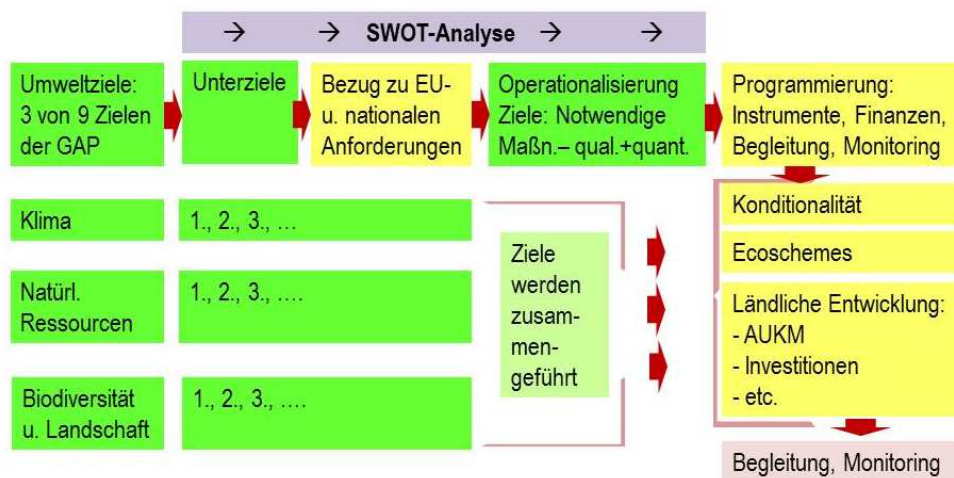 → → SWOT-Analyse → →
Umweltziele:
3 von 9 Zielen
der GAP
Unterziele
Bezug zu EU-
u. nationalen
Anforderungen
Operationalisierung
Ziele: Notwendige
Maßn.– qual.+quant.
Programmierung:
Instrumente, Finanzen,
Begleitung, Monitoring
Klima
1., 2., 3., …
Natürl.
Ressourcen
1., 2., 3., ….
Biodiversität
u. Landschaft
1., 2., 3., ….
Ziele
werden
zusam-
men-
geführt
Konditionalität
Ecoschemes
Ländliche Entwicklung:
- AUKM
- Investitionen
- etc.
Begleitung, Monitoring